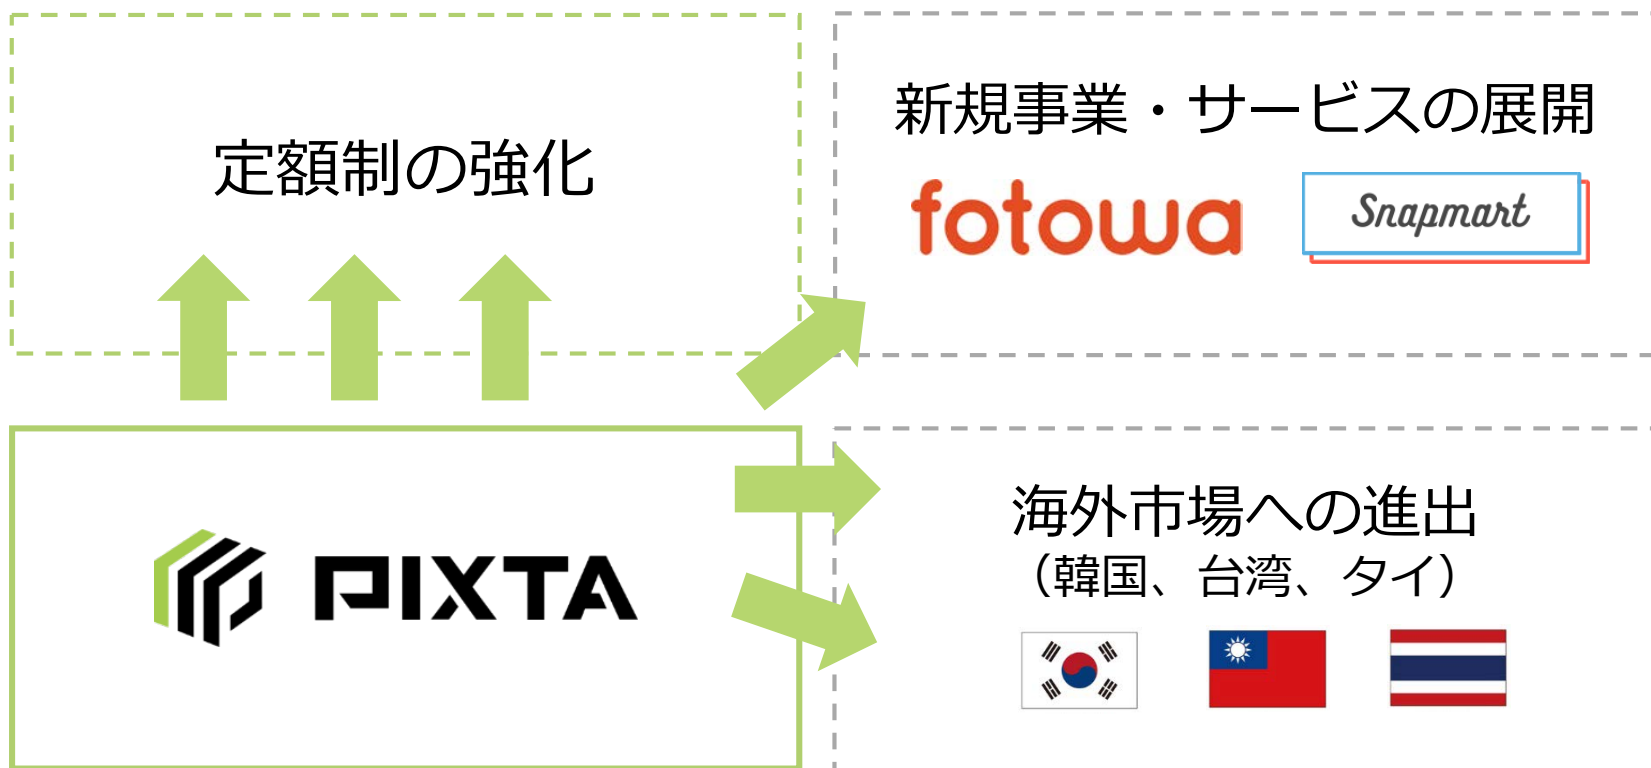 定額制の強化
新規事業・サービスの展開
fotowa
Snapmart
PIXTA
海外市場への進出
（韓国、台湾、タイ）